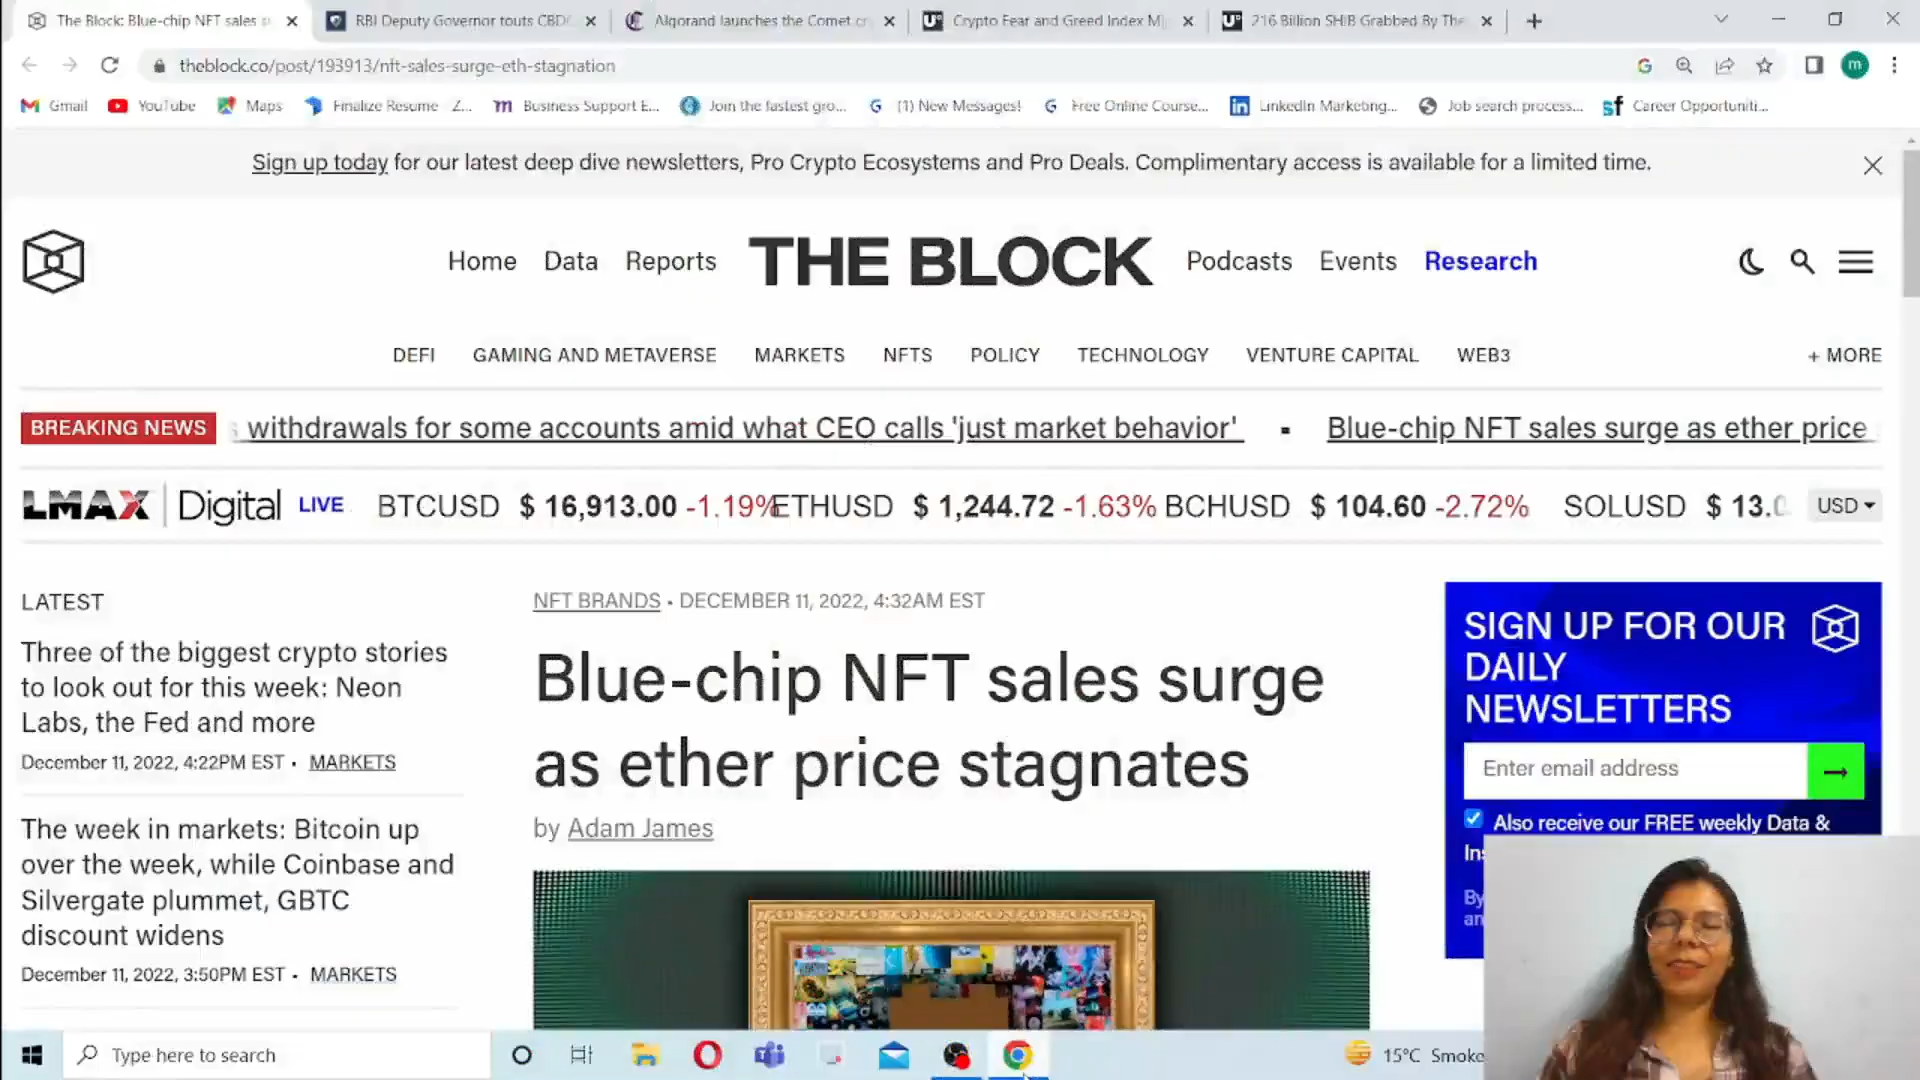 The Block: Blue-chip NFT sales
RBI Deputy Governor touts CBD
Algorand launches the Comet
Crypto Fear and Greed Index
216 Billion SHIB Grabbed By The
theblock.co/post/193913/nft-sales-surge-eth-stagnation
m
Gmail
YouTube
Maps
Finalize Resume
Business Support E...
Join the fastest gro...
(1) New Messages!
Free Online Course...
LinkedIn Marketing...
Job search process...
Career Opportuniti...
Sign up today for our latest deep dive newsletters, Pro Crypto Ecosystems and Pro Deals. Complimentary access is available for a limited time.
Home Data Reports THE BLOCK Podcasts Events Research
DEFI GAMING AND METAVERSE MARKETS NFTS POLICY TECHNOLOGY VENTURE CAPITAL WEB3 + MORE
BREAKING NEWS withdrawals for some accounts amid what CEO calls 'just market behavior' ▪ Blue-chip NFT sales surge as ether price
LMAX Digital LIVE BTCUSD $ 16,913.00 -1.19% ETHUSD $ 1,244.72 -1.63% BCHUSD $ 104.60 -2.72% SOLUSD $ 13. USD
LATEST
Three of the biggest crypto stories
to look out for this week: Neon
Labs, the Fed and more
December 11, 2022, 4:22PM EST • MARKETS
The week in markets: Bitcoin up
over the week, while Coinbase and
Silvergate plummet, GBTC
discount widens
December 11, 2022, 3:50PM EST • MARKETS
NFT BRANDS • DECEMBER 11, 2022, 4:32AM EST
Blue-chip NFT sales surge
as ether price stagnates
by Adam James
SIGN UP FOR OUR
DAILY
NEWSLETTERS
Enter email address
Also receive our FREE weekly Data &
Ins
By
an
Type here to search
15°C Smoke